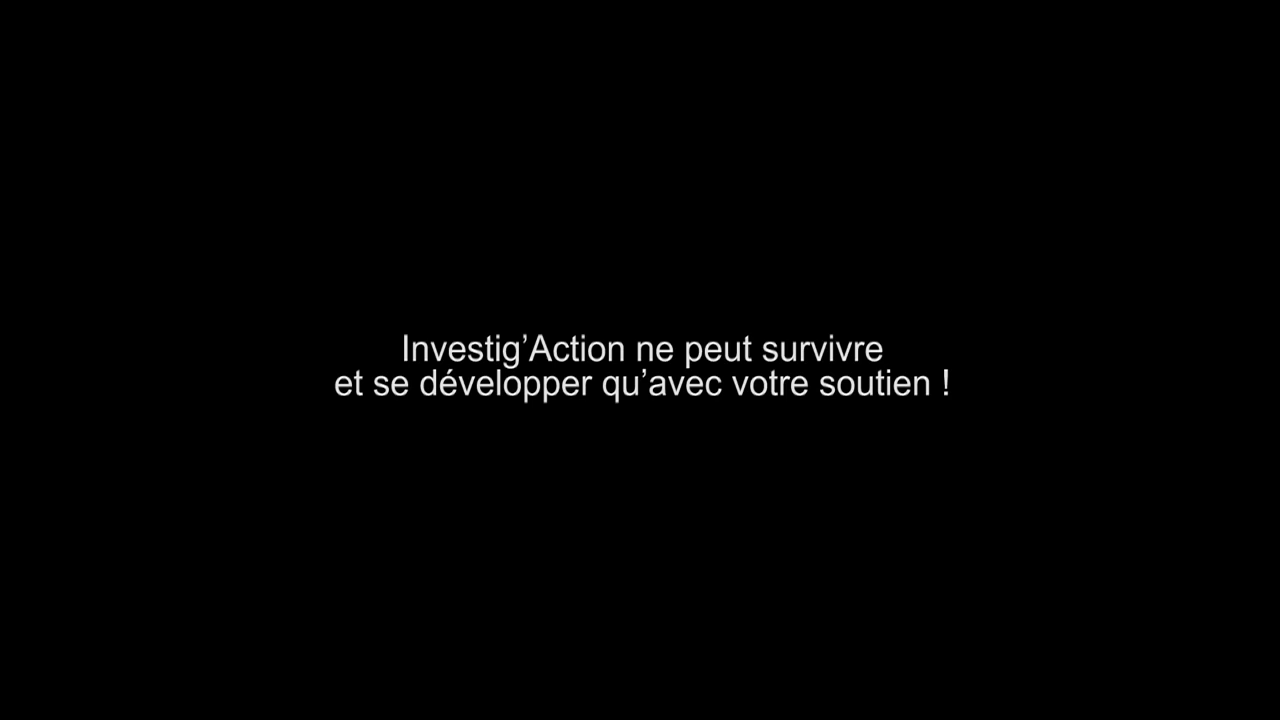 Investig’Action ne peut survivre
et se développer qu’avec votre soutien !